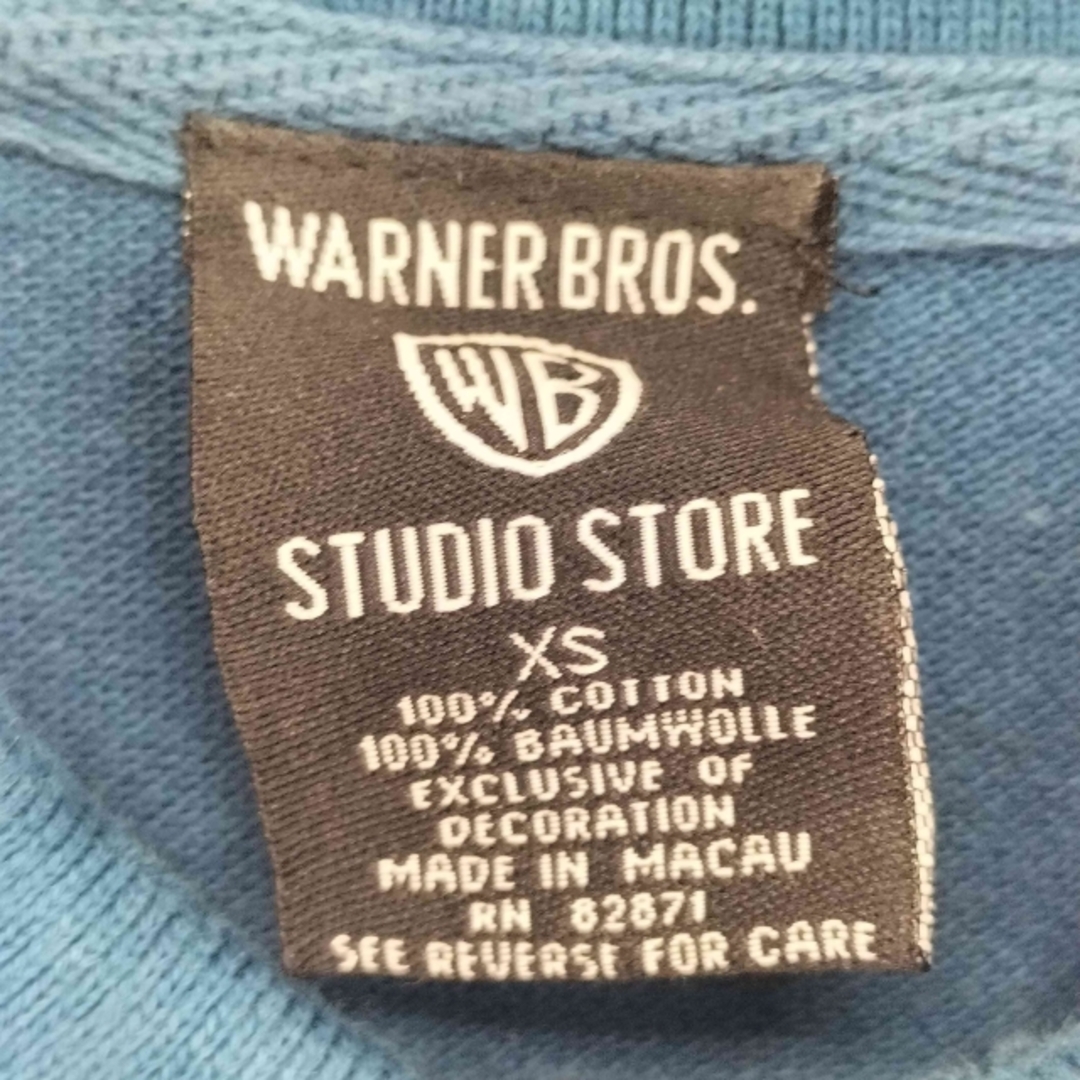 WARNER BROS.
WB
STUDIO STORE
XS
100% COTTON
100% BAUMWOLLE
EXCLUSIVE OF
DECORATION
MADE IN MACAU
RN 82871
SEE REVERSE FOR CARE